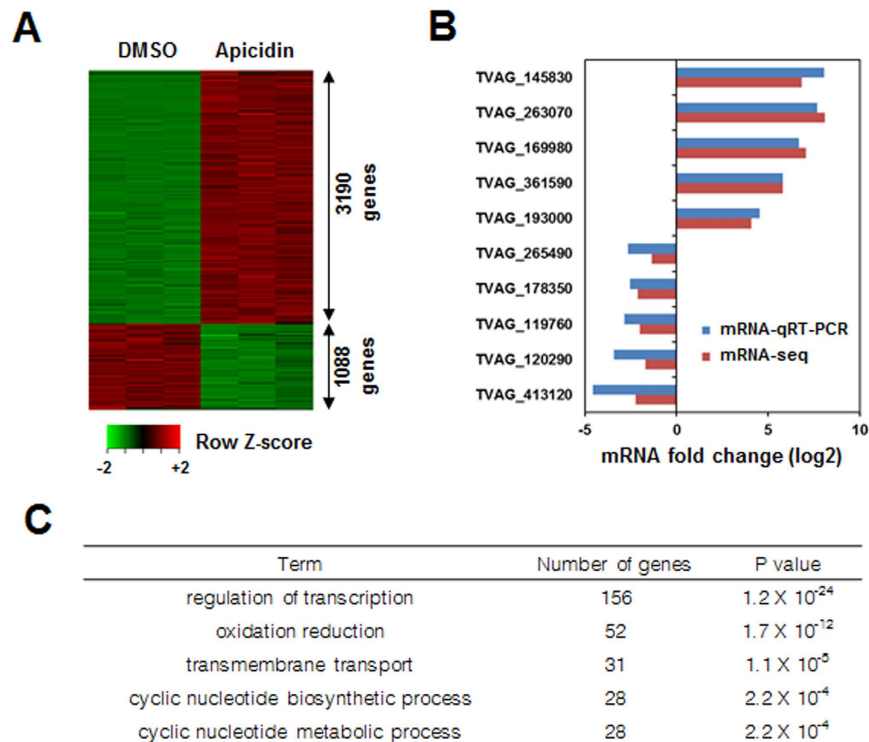 A
DMSO Apicidin
3190
genes
1088
genes
Row Z-score
-2 +2
B
TVAG_145830
TVAG_263070
TVAG_169980
TVAG_361590
TVAG_193000
TVAG_265490
TVAG_178350
TVAG_119760
TVAG_120290
TVAG_413120
mRNA-qRT-PCR
mRNA-seq
-5 0 5 10
mRNA fold change (log2)
C
Term Number of genes P value
regulation of transcription 156 1.2 X 10^-24
oxidation reduction 52 1.7 X 10^-12
transmembrane transport 31 1.1 X 10^-5
cyclic nucleotide biosynthetic process 28 2.2 X 10^-4
cyclic nucleotide metabolic process 28 2.2 X 10^-4